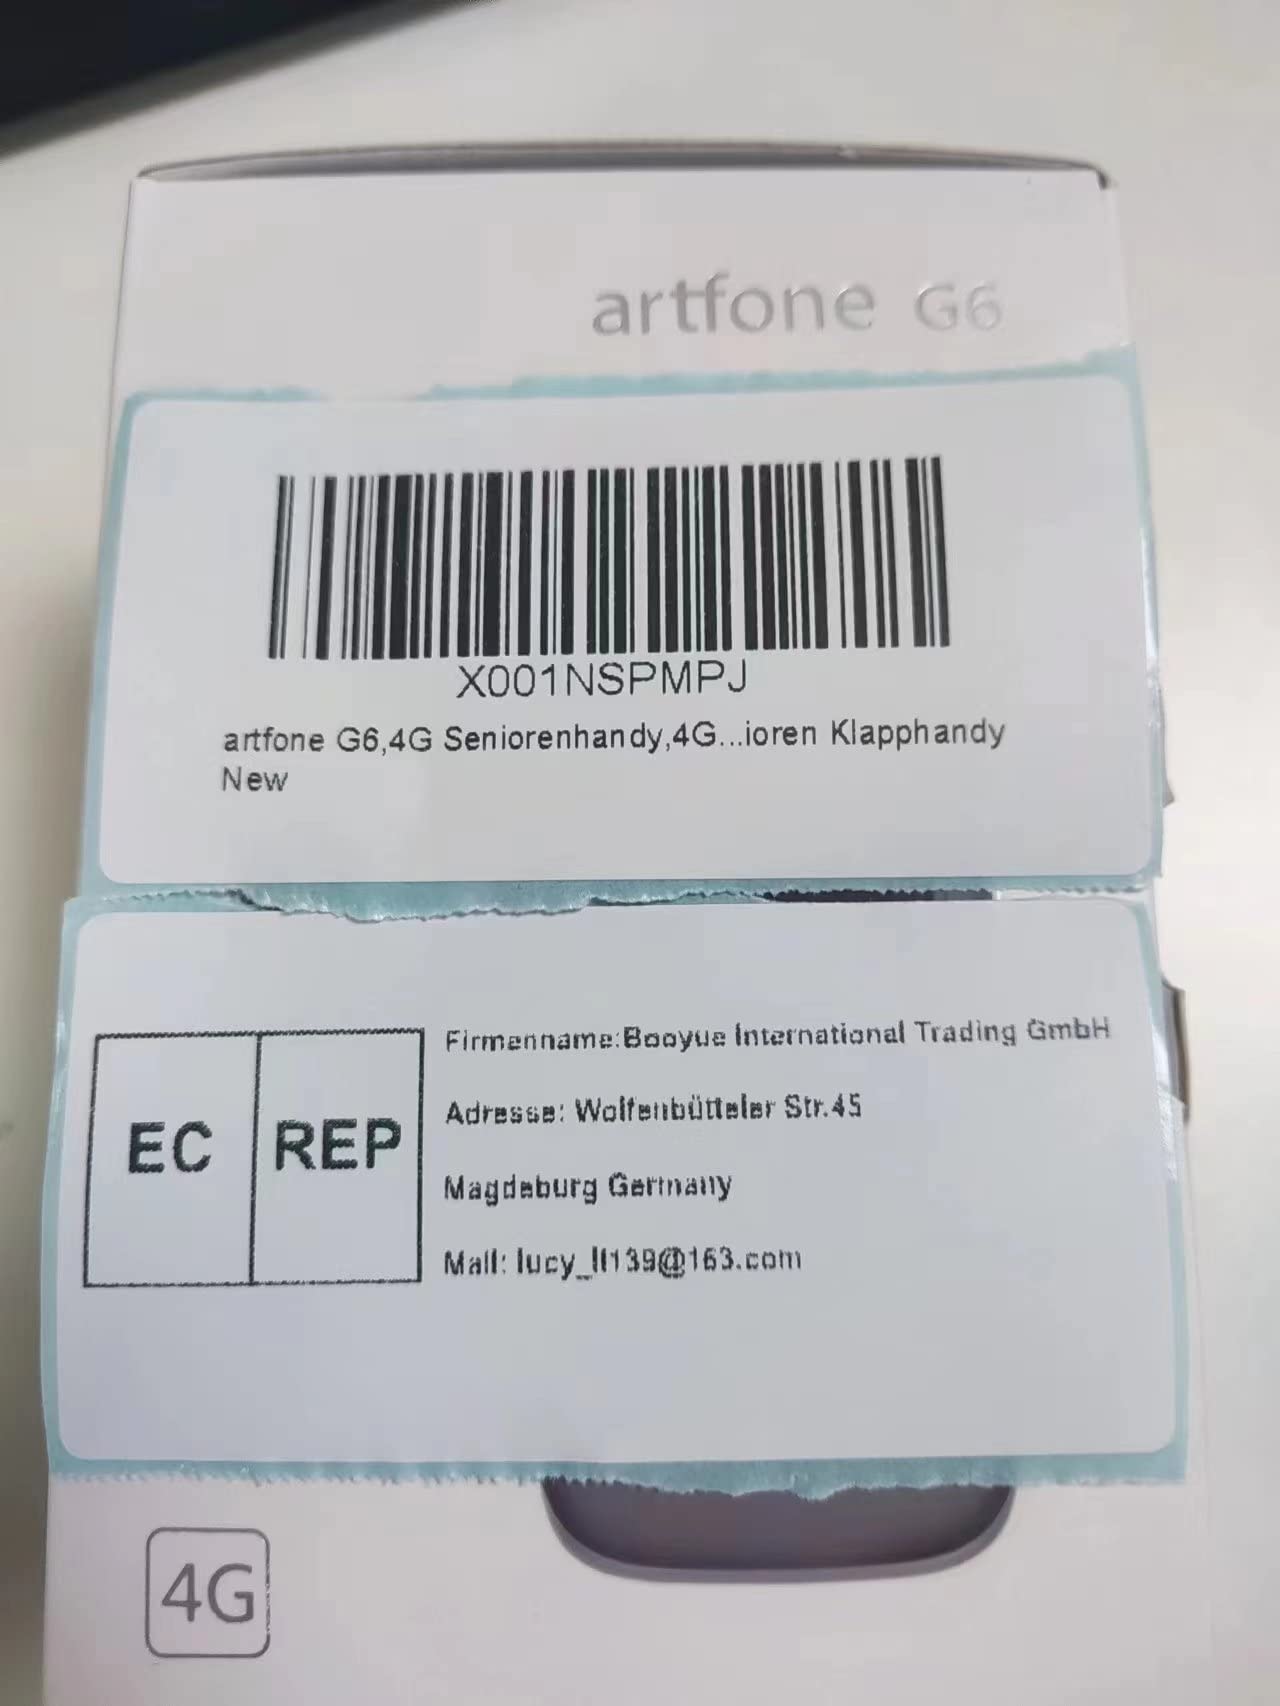 artfone G6
X001NSPMPJ
artfone G6,4G Seniorenhandy,4G...ioren Klapphandy
New
EC REP
Firmenname:Booyue International Trading GmbH
Adresse: Wolfenbütteler Str.45
Magdeburg Germany
Mail: lucy_lt139@163.com
4G